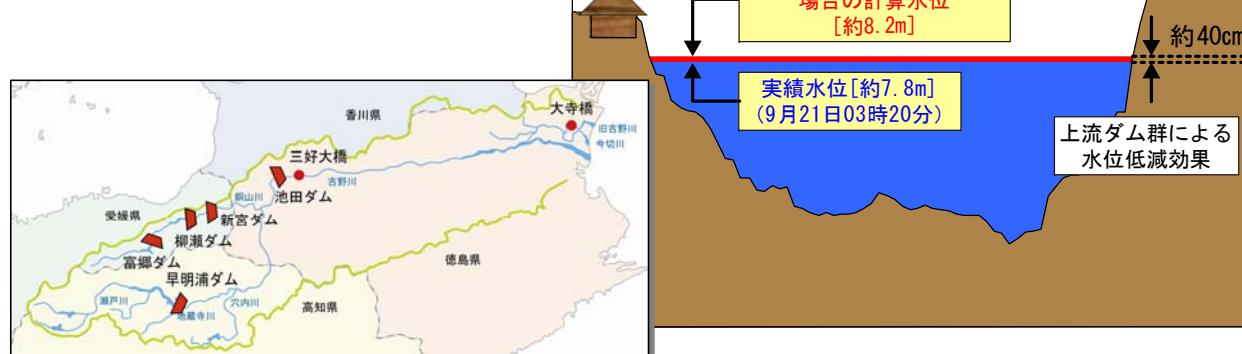 場合の計算水位
[約8.2m]
約40cm
実績水位[約7.8m]
(9月21日03時20分)
上流ダム群による
水位低減効果
香川県
大寺橋
旧吉野川
今切川
三好大橋
吉野川
池田ダム
銅山川
愛媛県
新宮ダム
柳瀬ダム
富郷ダム
徳島県
早明浦ダム
瀬戸川
穴内川
高知県
地蔵寺川